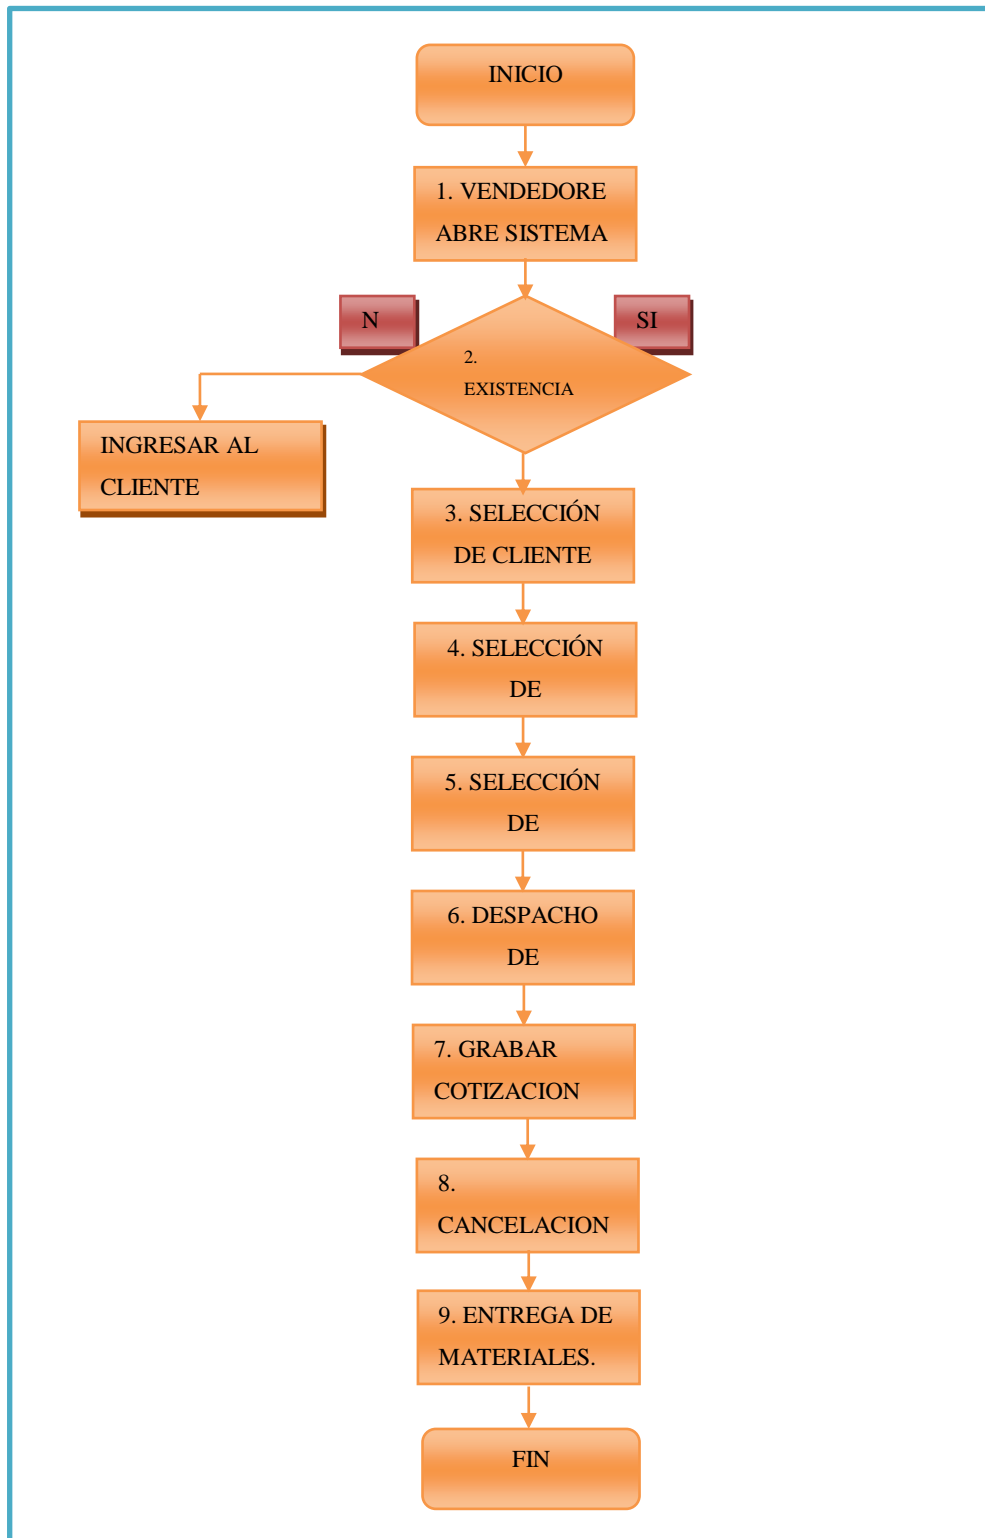 INICIO
1. VENDEDORE
ABRE SISTEMA
N
SI
2.
EXISTENCIA
INGRESAR AL
CLIENTE
3. SELECCIÓN
DE CLIENTE
4. SELECCIÓN
DE
5. SELECCIÓN
DE
6. DESPACHO
DE
7. GRABAR
COTIZACION
8.
CANCELACION
9. ENTREGA DE
MATERIALES.
FIN